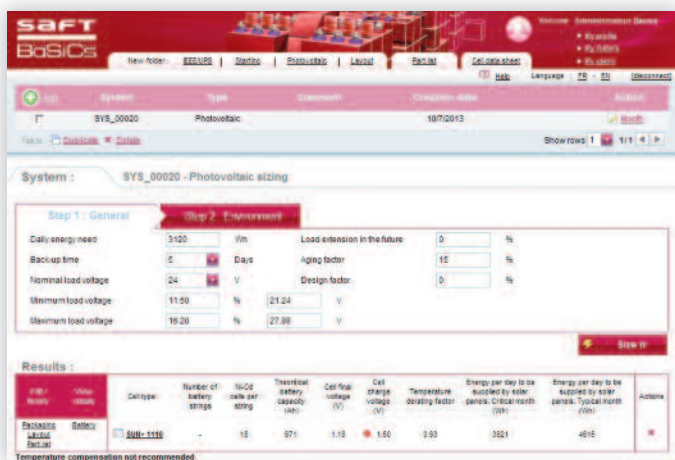 saft
BaSiCs
Welcome Administrateur Basics
My profile
My folders
My users
New folder: EEE/UPS | Starting | Photovoltaic | Layout Part list Cell data sheet
Help Language : FR - EN [disconnect]
Add System Type Comment Creation date Action
SYS_00020 Photovoltaic 10/7/2013 Modify
Duplicate Delete Show rows 1 1/1
System : SYS_00020 - Photovoltaic sizing
Step 1 : General Step 2 : Environment
Daily energy need 3120 Wh Load extension in the future 0 %
Back-up time 5 Days Aging factor 15 %
Nominal load voltage 24 V Design factor 0 %
Minimum load voltage 11.50 % 21.24 V
Maximum load voltage 16.20 % 27.89 V
Size it
Results :
Cell type Number of battery strings Ni-Cd cells per string Theoritical battery capacity (Ah) Cell final voltage (V) Cell charge voltage (V) Temperature derating factor Energy per day to be supplied by solar panels. Critical month (Wh) Energy per day to be supplied by solar panels. Typical month (Wh) Actions
Packaging
Layout
Part list
Battery SUN+ 1110 - 18 971 1.18 1.50 0.93 3821 4616
Temperature compensation not recommended